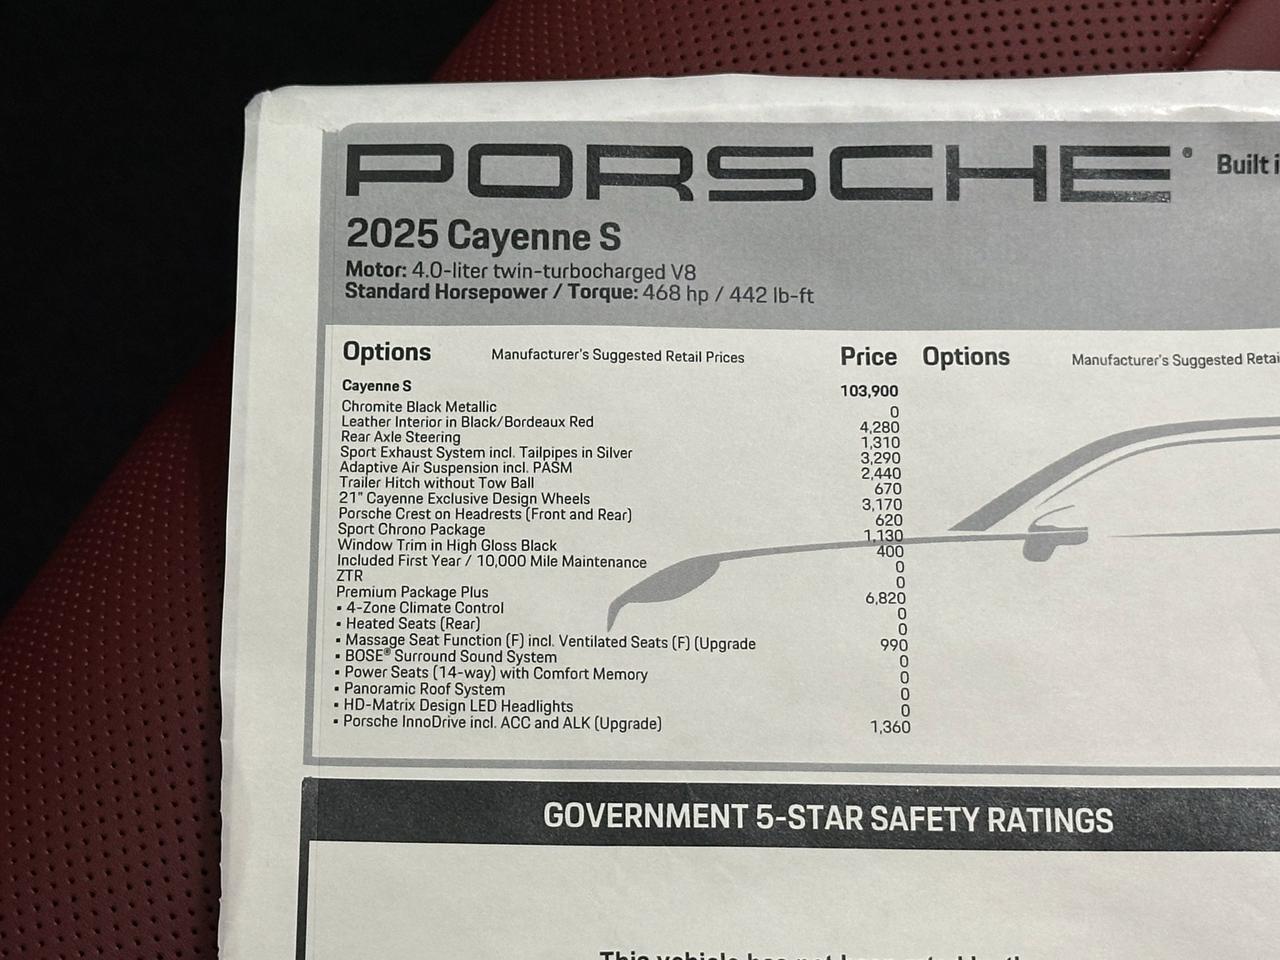 PORSCHE® Built i
2025 Cayenne S
Motor: 4.0-liter twin-turbocharged V8
Standard Horsepower / Torque: 468 hp / 442 lb-ft
Options Manufacturer's Suggested Retail Prices Price Options Manufacturer's Suggested Retai
Cayenne S 103,900
Chromite Black Metallic 0
Leather Interior in Black/Bordeaux Red 4,280
Rear Axle Steering 1,310
Sport Exhaust System incl. Tailpipes in Silver 3,290
Adaptive Air Suspension incl. PASM 2,440
Trailer Hitch without Tow Ball 670
21" Cayenne Exclusive Design Wheels 3,170
Porsche Crest on Headrests (Front and Rear) 620
Sport Chrono Package 1,130
Window Trim in High Gloss Black 400
Included First Year / 10,000 Mile Maintenance 0
ZTR 0
Premium Package Plus 6,820
▪ 4-Zone Climate Control 0
▪ Heated Seats (Rear) 0
▪ Massage Seat Function (F) incl. Ventilated Seats (F) (Upgrade 990
▪ BOSE® Surround Sound System 0
▪ Power Seats (14-way) with Comfort Memory 0
▪ Panoramic Roof System 0
▪ HD-Matrix Design LED Headlights 0
▪ Porsche InnoDrive incl. ACC and ALK (Upgrade) 1,360
GOVERNMENT 5-STAR SAFETY RATINGS
This vehicle has not been rated by the